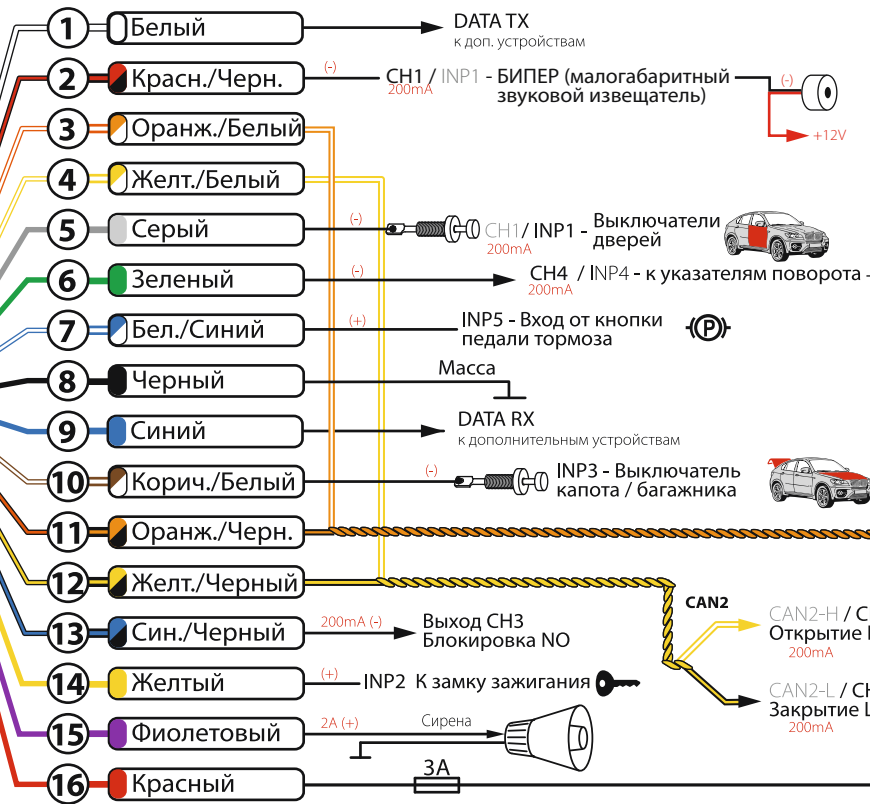 1 Белый DATA TX
к доп. устройствам
2 Красн./Черн. (-) CH1 / INP1 - БИПЕР (малогабаритный (-)
200mA звуковой извещатель)
+12V
3 Оранж./Белый
4 Желт./Белый
5 Серый (-) CH1/ INP1 - Выключатели
200mA дверей
6 Зеленый (-) CH4 / INP4 - к указателям поворота -
200mA
7 Бел./Синий (+) INP5 - Вход от кнопки
педали тормоза (P)
8 Черный Масса
9 Синий DATA RX
к дополнительным устройствам
10 Корич./Белый (-) INP3 - Выключатель
капота / багажника
11 Оранж./Черн.
12 Желт./Черный
CAN2
CAN2-H / C
Открытие
200mA
CAN2-L / CH
Закрытие L
200mA
13 Син./Черный 200mA (-) Выход CH3
Блокировка NO
14 Желтый (+) INP2 К замку зажигания
15 Фиолетовый 2A (+) Сирена
16 Красный 3A